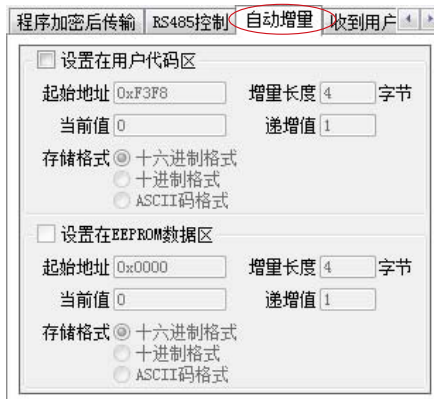 程序加密后传输 RS485控制 自动增量 收到用户
设置在用户代码区
起始地址 0xF3F8 增量长度 4 字节
当前值 0 递增值 1
存储格式 十六进制格式
十进制格式
ASCII码格式
设置在EEPROM数据区
起始地址 0x0000 增量长度 4 字节
当前值 0 递增值 1
存储格式 十六进制格式
十进制格式
ASCII码格式